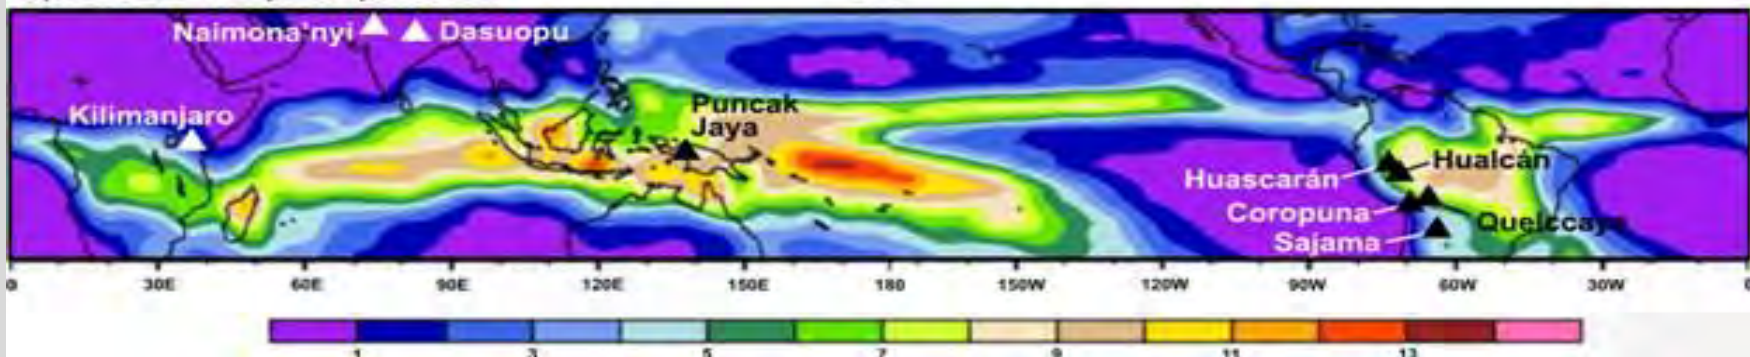 Naimona'nyi
Dasuopu
Kilimanjaro
Puncak
Jaya
Huascarán
Hualcán
Coropuna
Quelccaya
Sajama
0 30E 60E 90E 120E 150E 180 150W 120W 90W 60W 30W 0
1 3 5 7 9 11 13